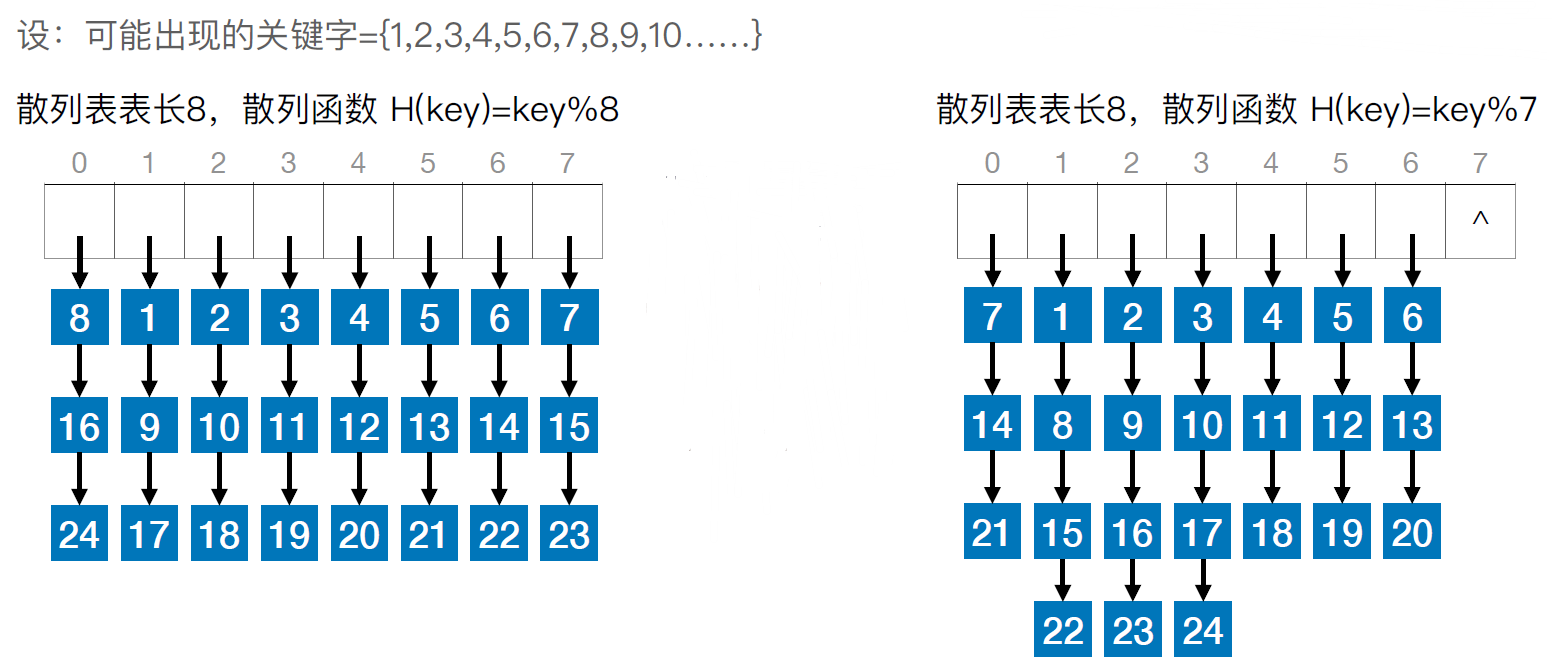 设：可能出现的关键字={1,2,3,4,5,6,7,8,9,10……}
散列表表长8，散列函数 H(key)=key%8
0 1 2 3 4 5 6 7
8 1 2 3 4 5 6 7
16 9 10 11 12 13 14 15
24 17 18 19 20 21 22 23
散列表表长8，散列函数 H(key)=key%7
0 1 2 3 4 5 6 7
^
7 1 2 3 4 5 6
14 8 9 10 11 12 13
21 15 16 17 18 19 20
22 23 24